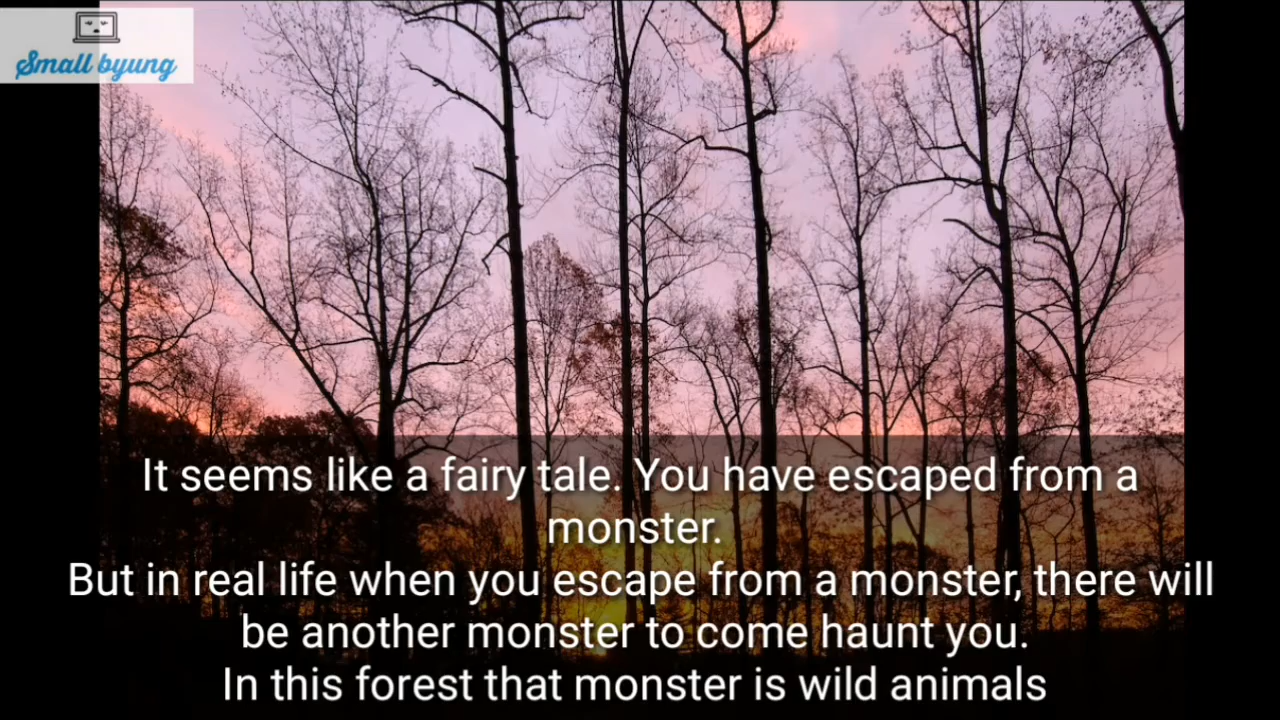 Small byung
It seems like a fairy tale. You have escaped from a
monster.
But in real life when you escape from a monster, there will
be another monster to come haunt you.
In this forest that monster is wild animals